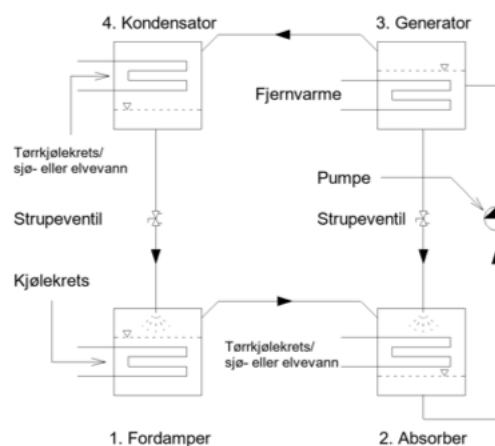 4. Kondensator
3. Generator
Fjernvarme
Tørrkjølekrets/
sjø- eller elvevann
Pumpe
Strupeventil
Strupeventil
Kjølekrets
Tørrkjølekrets/
sjø- eller elvevann
1. Fordamper
2. Absorber